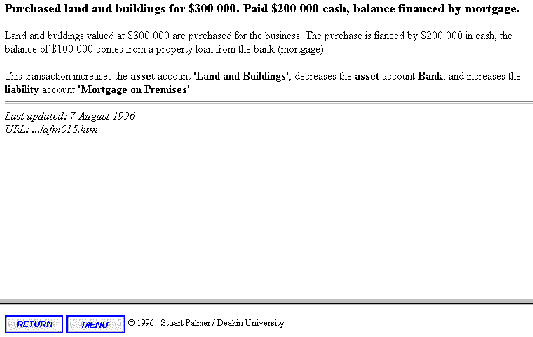 Purchased land and buildings for $300 000. Paid $200 000 cash, balance financed by mortgage.
Land and buildings valued at $300 000 are purchased for the business. The purchase is fianced by $200 000 in cash, the
balance of $100 000 comes from a property loan from the bank (mortgage)
This transaction increases the asset account 'Land and Buildings', decreases the asset account Bank, and increases the
liability account 'Mortgage on Premises'
Last updated: 7 August 1996
URL: .../afm013.htm
RETURN MENU © 1996 Stuart Palmer / Deakin University